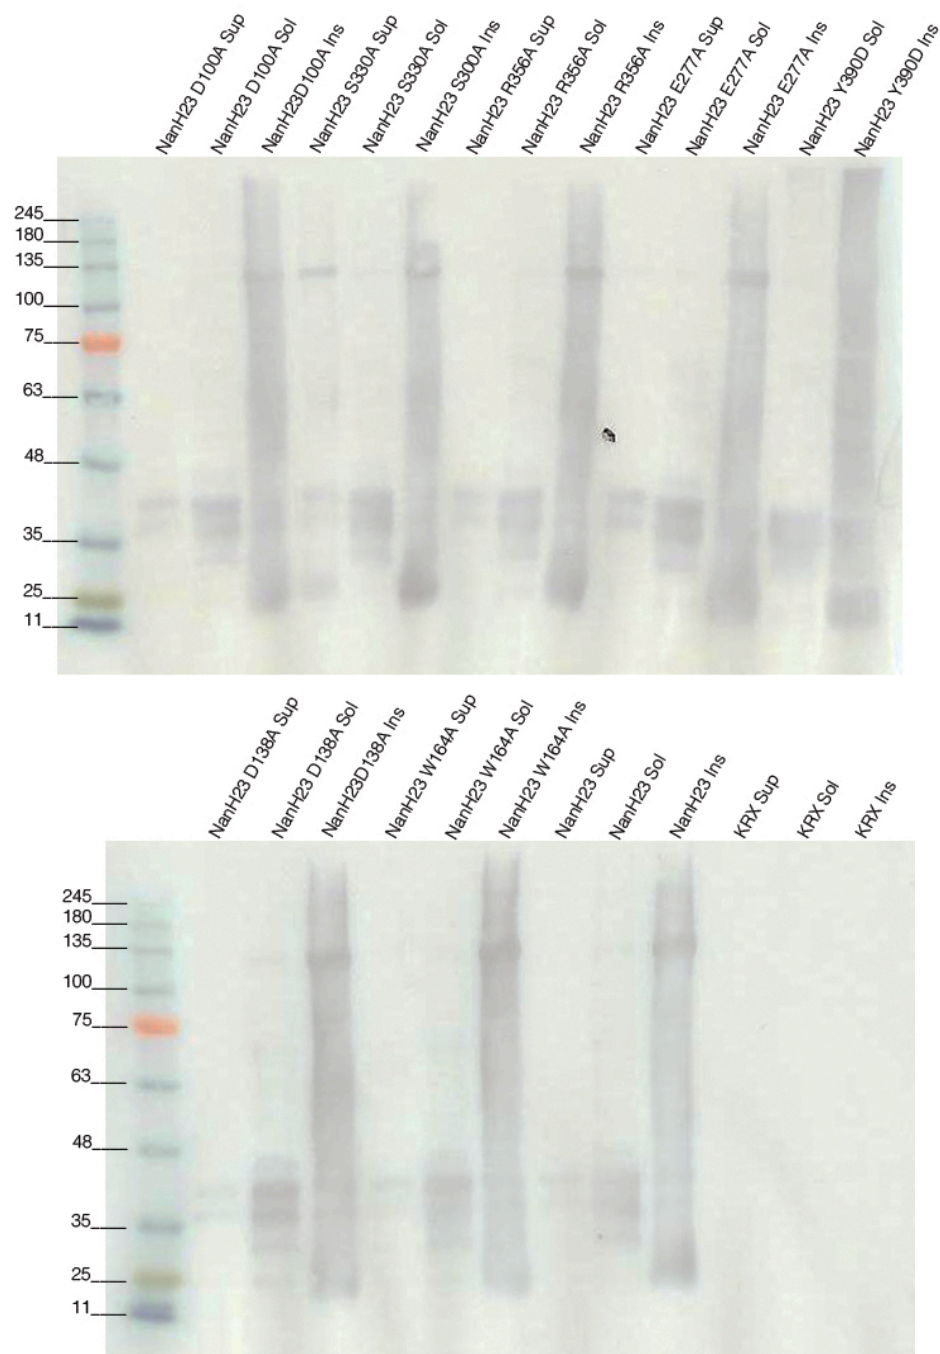 NanH23 D100A Sup
NanH23 D100A Sol
NanH23D100A Ins
NanH23 S330A Sup
NanH23 S330A Sol
NanH23 S300A Ins
NanH23 R356A Sup
NanH23 R356A Sol
NanH23 R356A Ins
NanH23 E277A Sup
NanH23 E277A Sol
NanH23 E277A Ins
NanH23 Y390D Sol
NanH23 Y390D Ins
245
180
135
100
75
63
48
35
25
11
NanH23 D138A Sup
NanH23 D138A Sol
NanH23D138A Ins
NanH23 W164A Sup
NanH23 W164A Sol
NanH23 W164A Ins
NanH23 Sup
NanH23 Sol
NanH23 Ins
KRX Sup
KRX Sol
KRX Ins
245
180
135
100
75
63
48
35
25
11